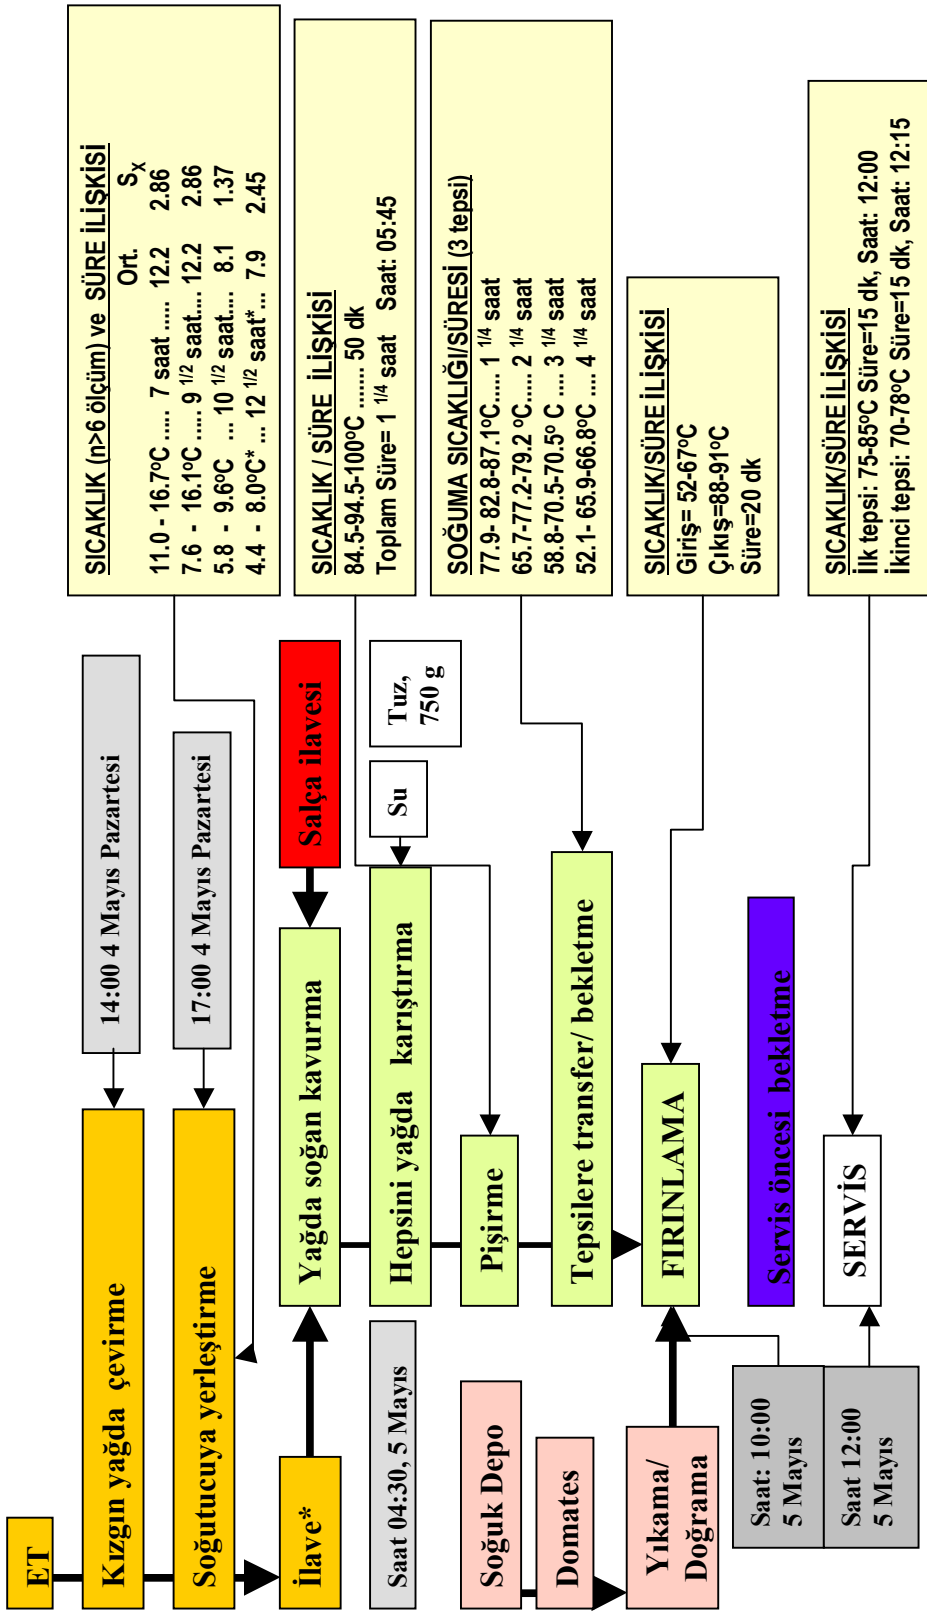 ET
Kızgın yağda çevirme
14:00 4 Mayıs Pazartesi
Soğutucuya yerleştirme
17:00 4 Mayıs Pazartesi
SICAKLIK (n>6 ölçüm) ve SÜRE İLİŞKİSİ
Ort. SX
11.0 - 16.7ºC ..... 7 saat ..... 12.2 2.86
7.6 - 16.1ºC ..... 9 1/2 saat.... 12.2 2.86
5.8 - 9.6ºC ... 10 1/2 saat.... 8.1 1.37
4.4 - 8.0ºC* ... 12 1/2 saat*... 7.9 2.45
İlave*
Yağda soğan kavurma
Salça ilavesi
Saat 04:30, 5 Mayıs
Hepsini yağda karıştırma
Su
Tuz,
750 g
SICAKLIK / SÜRE İLİŞKİSİ
84.5-94.5-100ºC ....... 50 dk
Toplam Süre= 1 1/4 saat Saat: 05:45
Pişirme
Soğuk Depo
Domates
Tepsilere transfer/ bekletme
SOĞUMA SICAKLIĞI/SÜRESİ (3 tepsi)
77.9- 82.8-87.1ºC..... 1 1/4 saat
65.7-77.2-79.2 ºC..... 2 1/4 saat
58.8-70.5-70.5º C ..... 3 1/4 saat
52.1- 65.9-66.8ºC .... 4 1/4 saat
Yıkama/
Doğrama
FIRINLAMA
SICAKLIK/SÜRE İLİŞKİSİ
Giriş= 52-67ºC
Çıkış=88-91ºC
Süre=20 dk
Saat: 10:00
5 Mayıs
Servis öncesi bekletme
Saat 12:00
5 Mayıs
SERVİS
SICAKLIK/SÜRE İLİŞKİSİ
İlk tepsi: 75-85ºC Süre=15 dk, Saat: 12:00
İkinci tepsi: 70-78ºC Süre=15 dk, Saat: 12:15